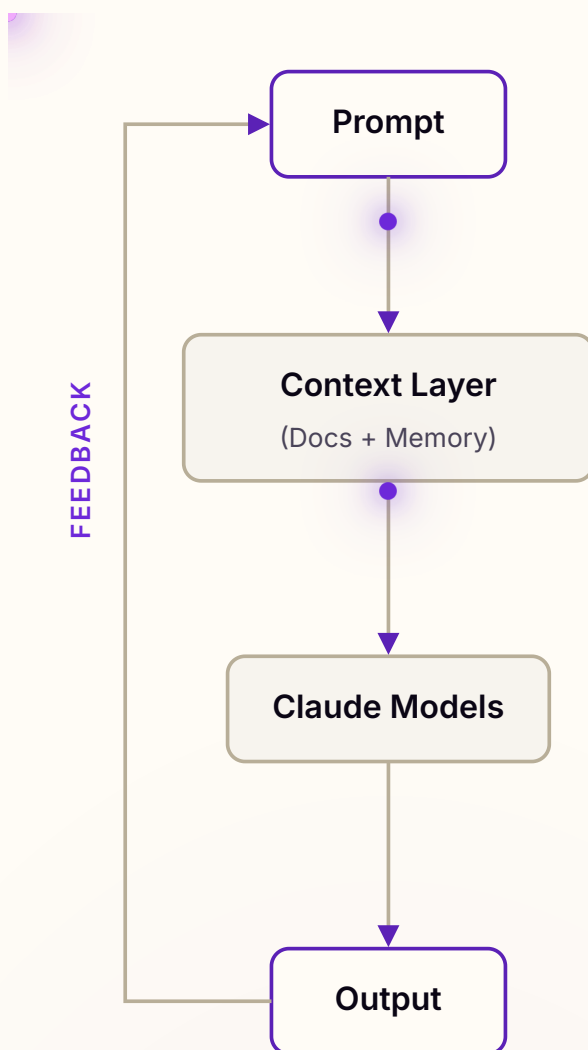 Prompt
Context Layer
(Docs + Memory)
FEEDBACK
Claude Models
Output